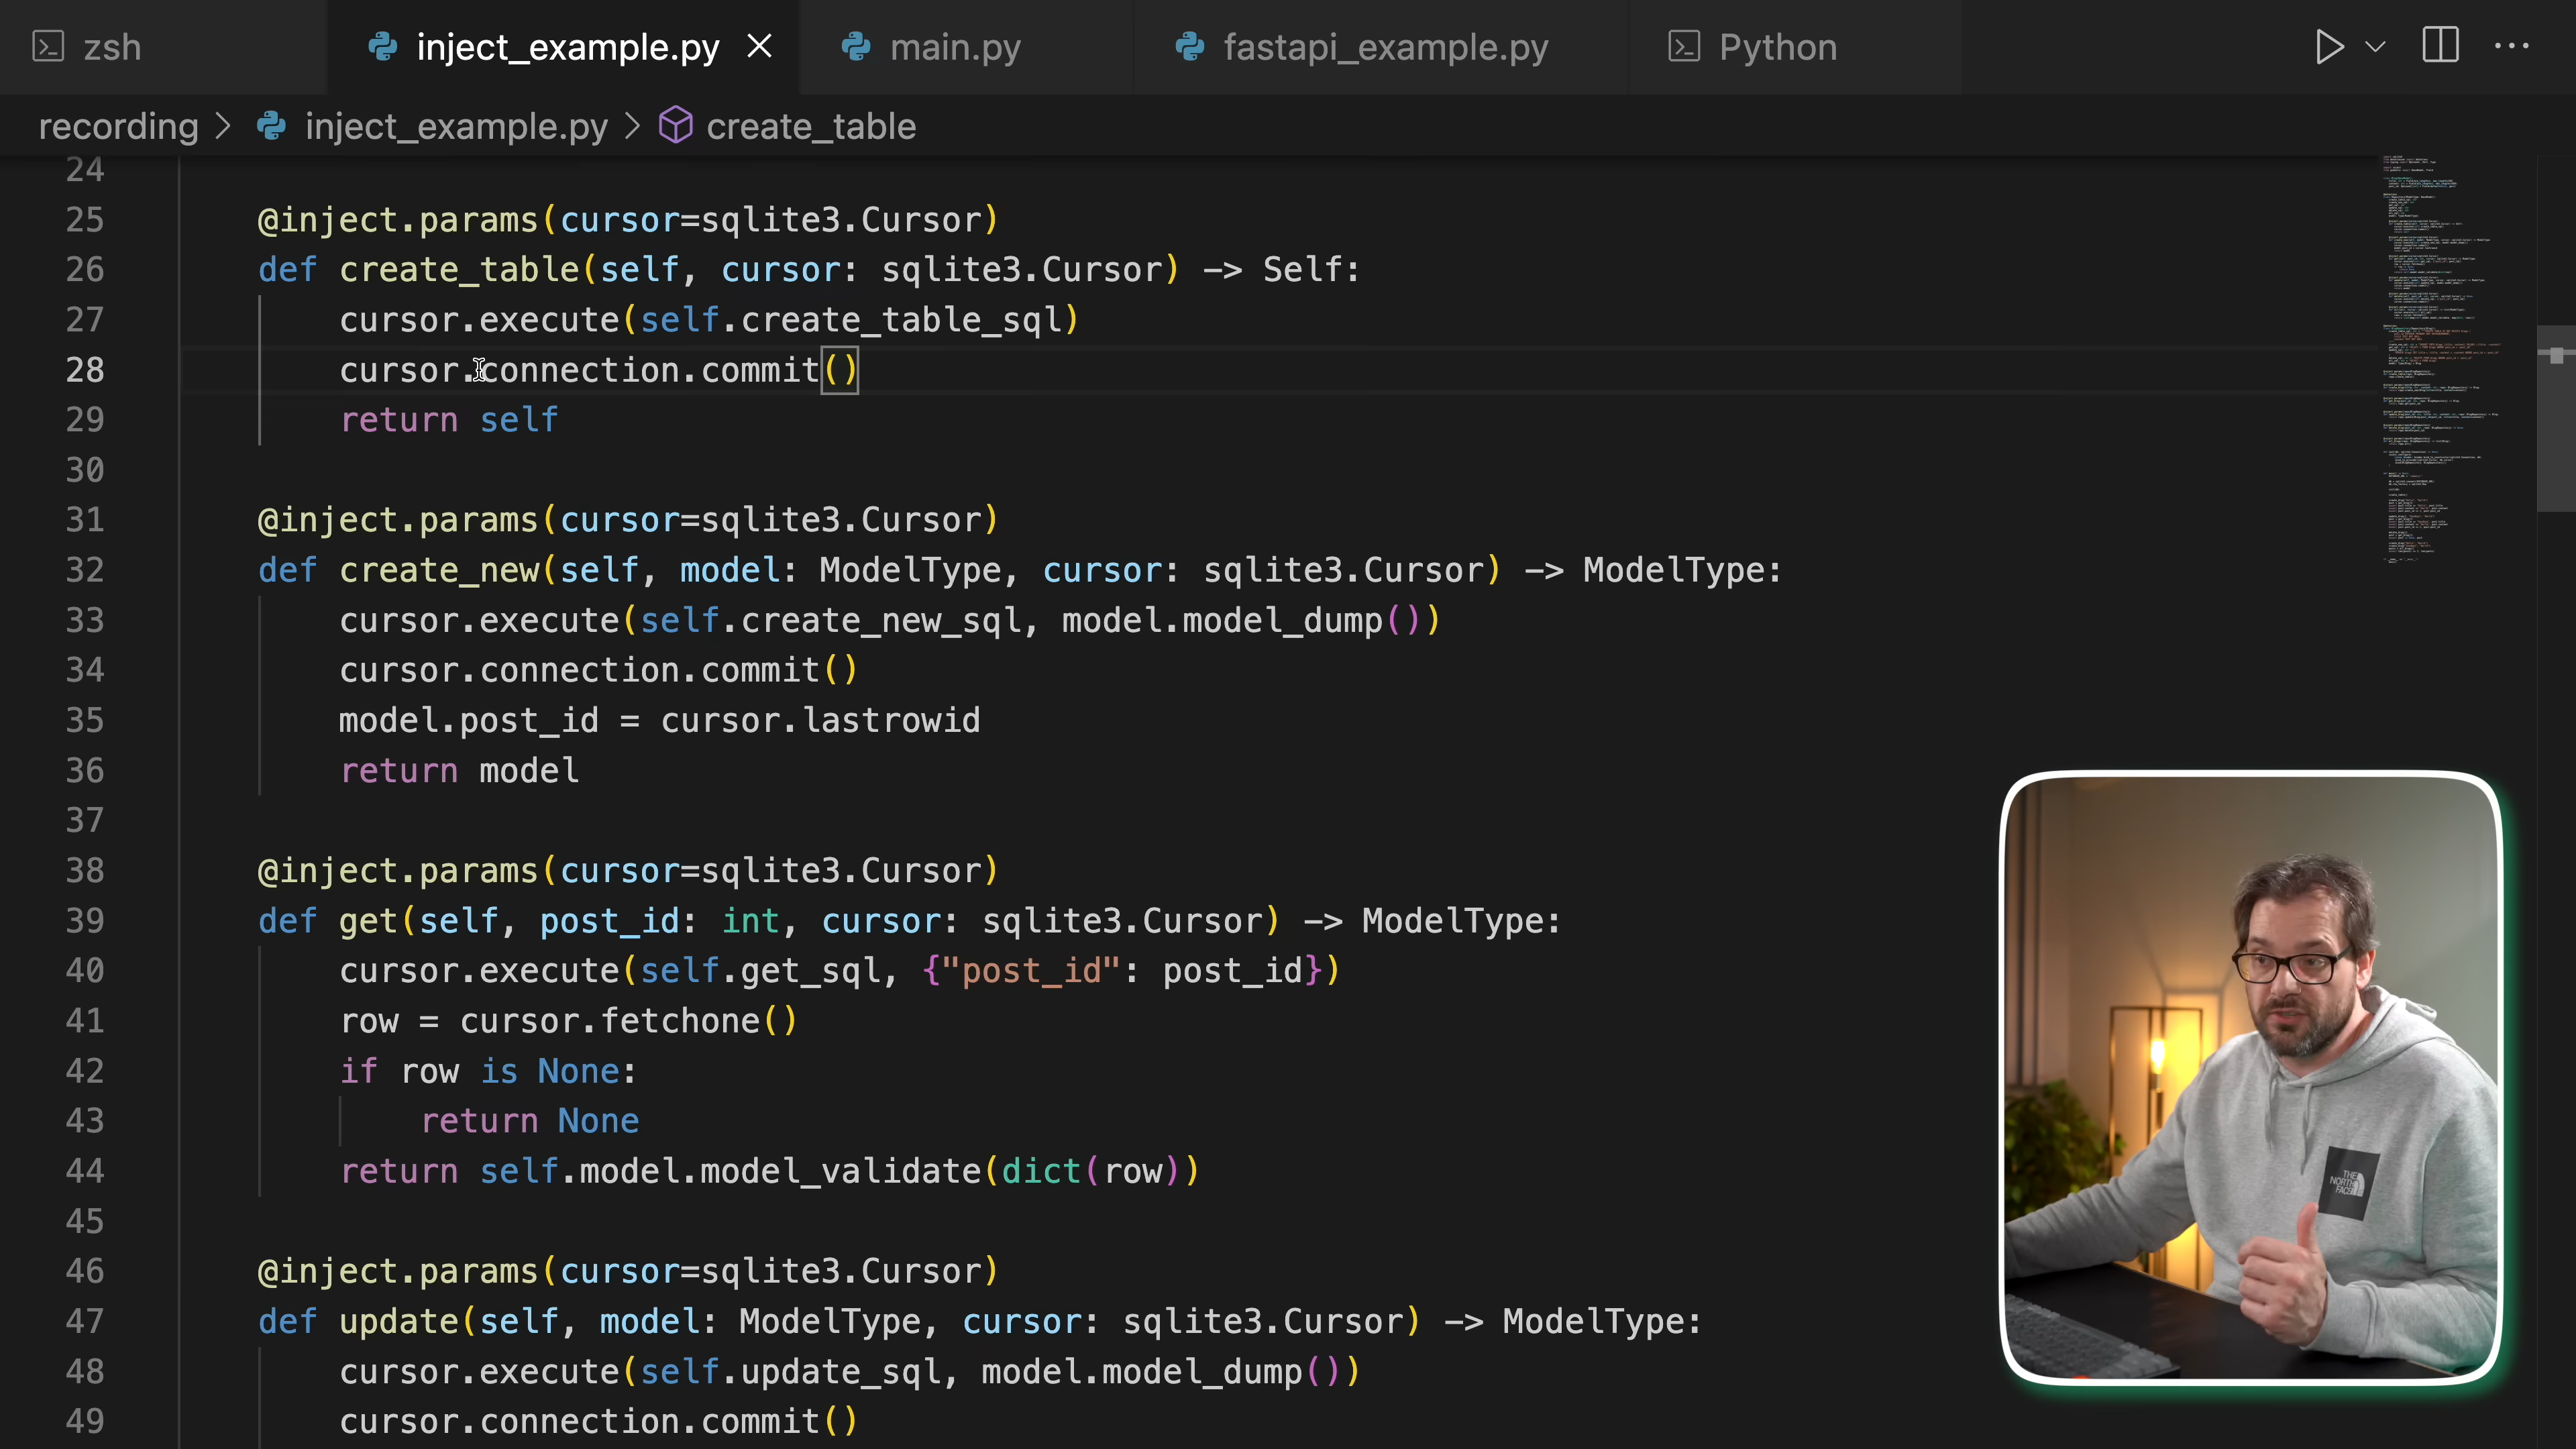 zsh
inject_example.py
main.py
fastapi_example.py
Python
recording > inject_example.py > create_table
24
25 @inject.params(cursor=sqlite3.Cursor)
26 def create_table(self, cursor: sqlite3.Cursor) -> Self:
27 cursor.execute(self.create_table_sql)
28 cursor.connection.commit()
29 return self
30
31 @inject.params(cursor=sqlite3.Cursor)
32 def create_new(self, model: ModelType, cursor: sqlite3.Cursor) -> ModelType:
33 cursor.execute(self.create_new_sql, model.model_dump())
34 cursor.connection.commit()
35 model.post_id = cursor.lastrowid
36 return model
37
38 @inject.params(cursor=sqlite3.Cursor)
39 def get(self, post_id: int, cursor: sqlite3.Cursor) -> ModelType:
40 cursor.execute(self.get_sql, {"post_id": post_id})
41 row = cursor.fetchone()
42 if row is None:
43 return None
44 return self.model.model_validate(dict(row))
45
46 @inject.params(cursor=sqlite3.Cursor)
47 def update(self, model: ModelType, cursor: sqlite3.Cursor) -> ModelType:
48 cursor.execute(self.update_sql, model.model_dump())
49 cursor.connection.commit()
THE
NORTH
FACE